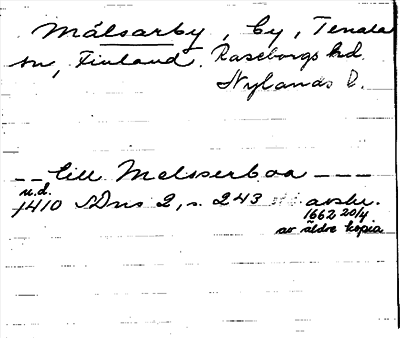 Målsarby, by, Tenala
sn, Finland. Raseborgs hd.
Nylands
-- till Melsserboa ---
u.d.
1410 SDns 2, s. 243 avskr.
1662 20/4
av äldre kopia